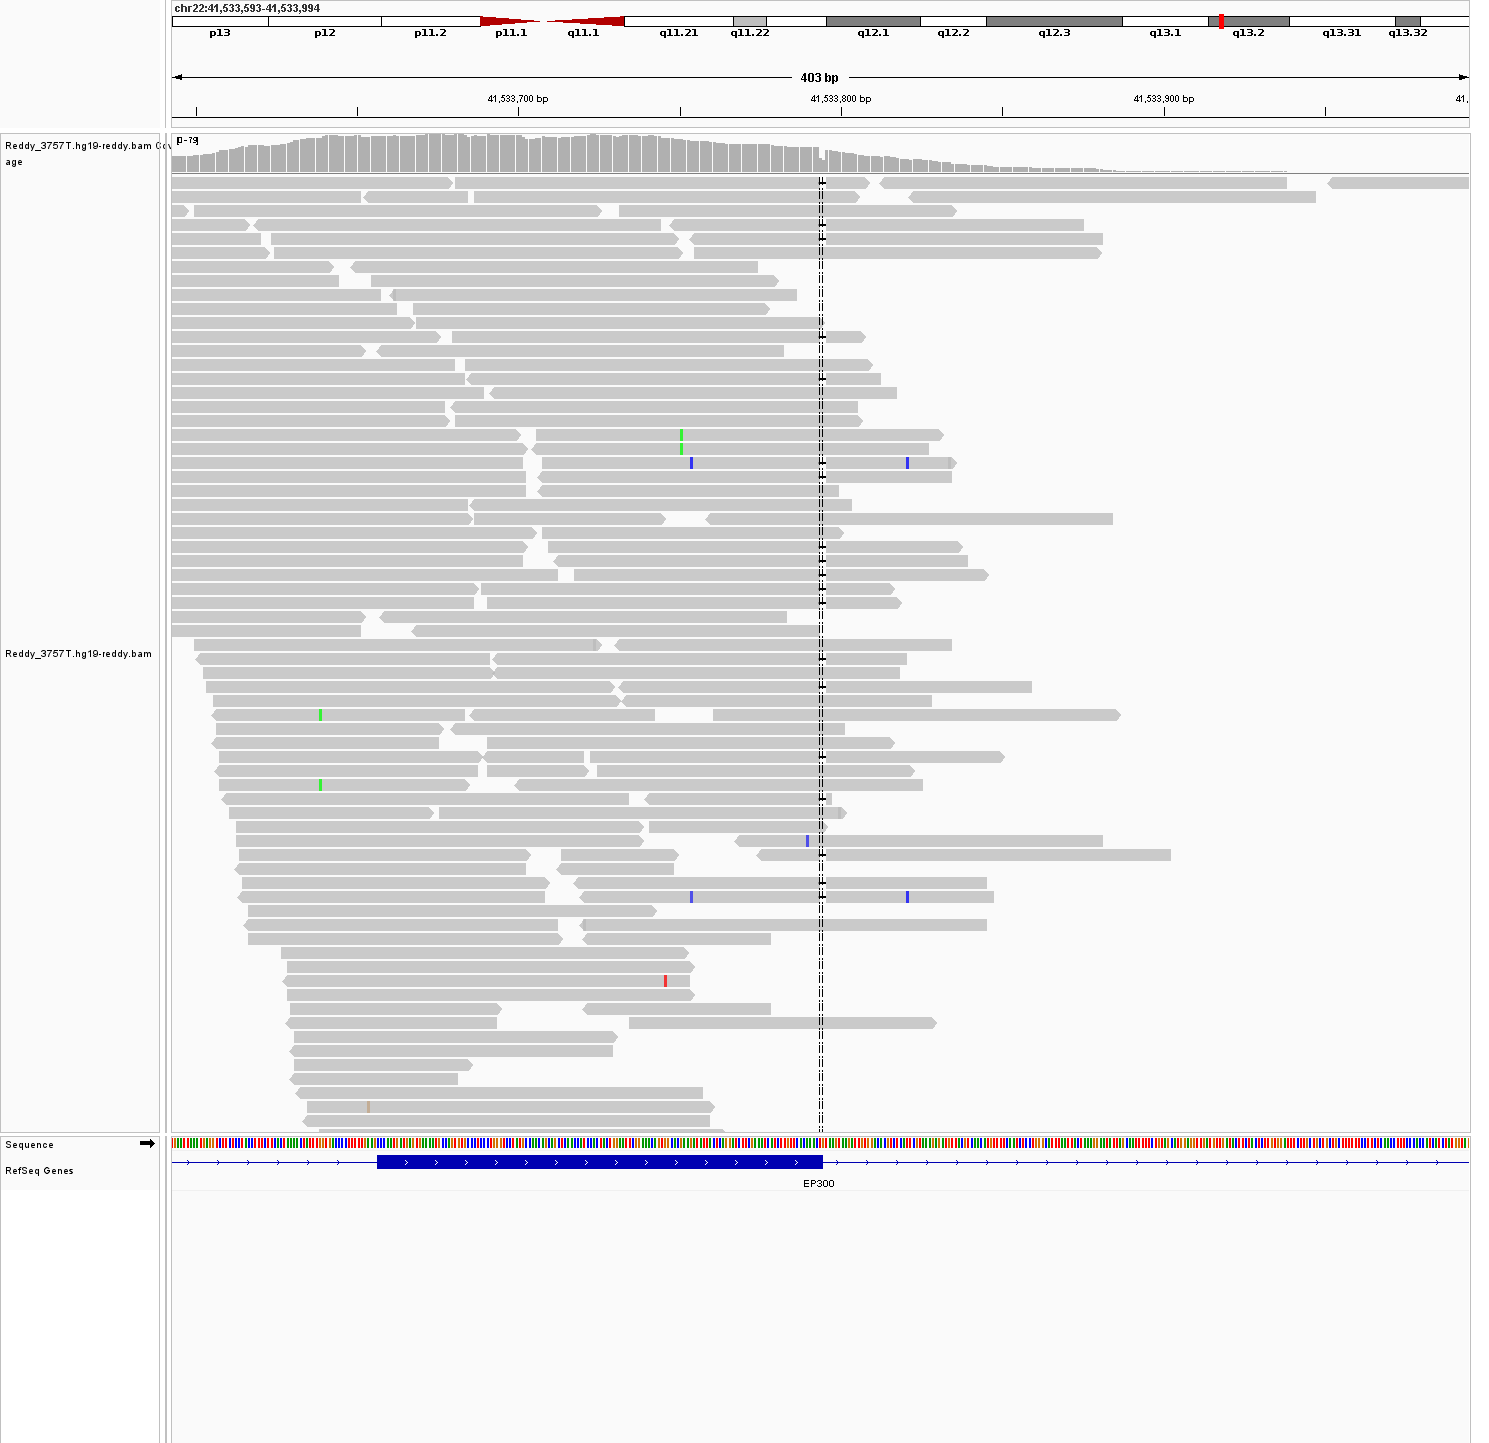 chr22:41,533,593-41,533,994
p13 p12 p11.2 p11.1 q11.1 q11.21 q11.22 q12.1 q12.2 q12.3 q13.1 q13.2 q13.31 q13.32
403 bp
41,533,700 bp 41,533,800 bp 41,533,900 bp 41,
Reddy_3757T.hg19-reddy.bam Cov
age
[0-79]
Reddy_3757T.hg19-reddy.bam
Sequence
RefSeq Genes
EP300